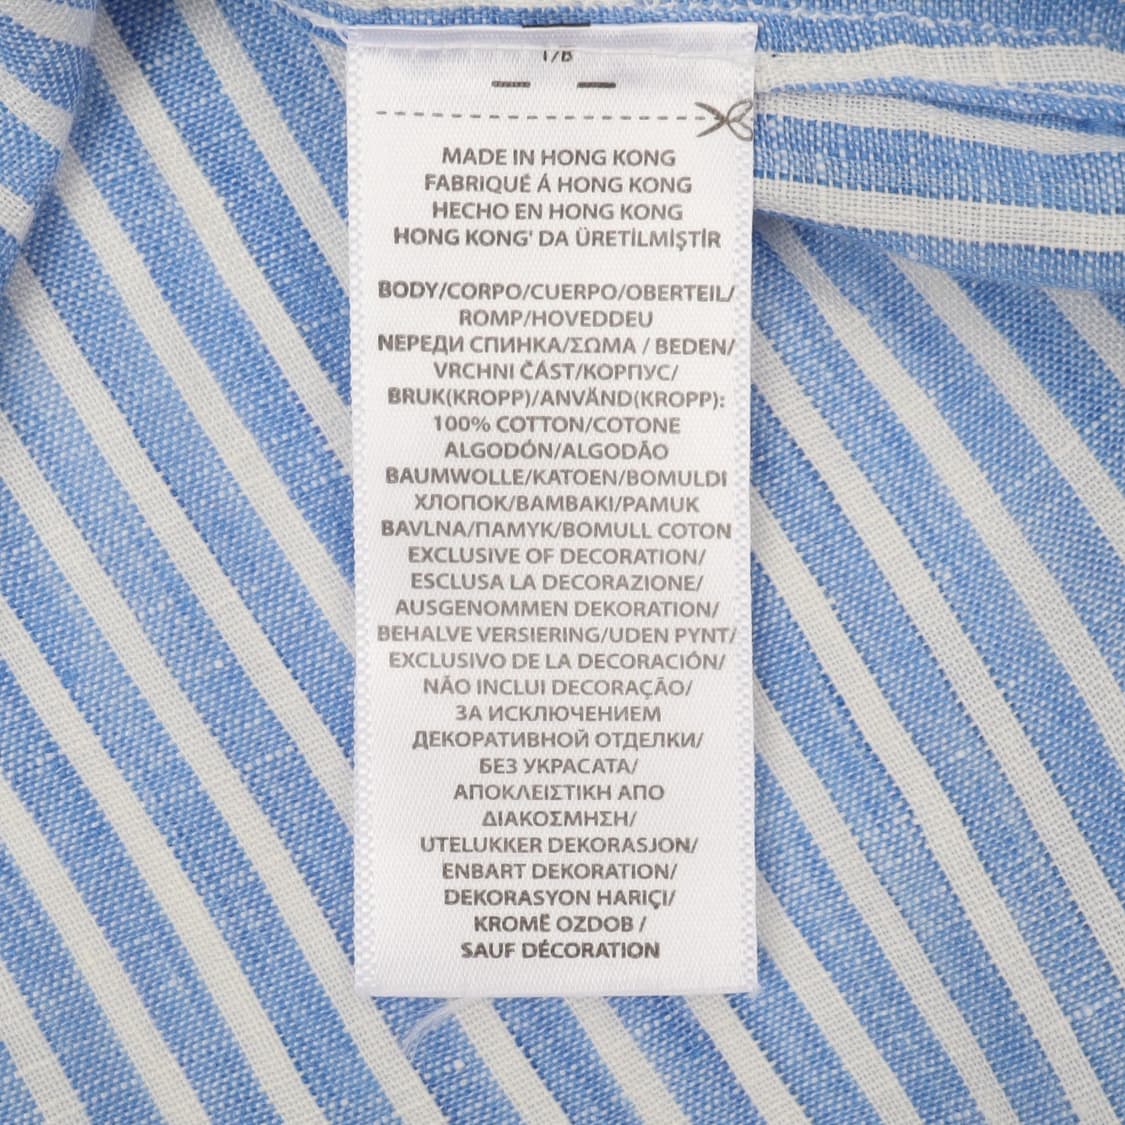 MADE IN HONG KONG
FABRIQUÉ Á HONG KONG
HECHO EN HONG KONG
HONG KONG' DA ÜRETİLMİŞTİR
BODY/CORPO/CUERPO/OBERTEIL/
ROMP/HOVEDDEU
NЕРЕДИ СПИНКА/ΣΩΜΑ / BEDEN/
VRCHNI ČÁST/КОРПУС/
BRUK(KROPP)/ANVÄND(KROPP):
100% COTTON/COTONE
ALGODÓN/ALGODÃO
BAUMWOLLE/KATOEN/BOMULDI
ХЛОПОК/BAMBAKI/PAMUK
BAVLNA/ПАМУК/BOMULL COTON
EXCLUSIVE OF DECORATION/
ESCLUSA LA DECORAZIONE/
AUSGENOMMEN DEKORATION/
BEHALVE VERSIERING/UDEN PYNT/
EXCLUSIVO DE LA DECORACIÓN/
NÃO INCLUI DECORAÇÃO/
ЗА ИСКЛЮЧЕНИЕМ
ДЕКОРАТИВНОЙ ОТДЕЛКИ/
БЕЗ УКРАСАТА/
ΑΠΟΚΛΕΙΣΤΙΚΗ ΑΠΟ
ΔΙΑΚΟΣΜΗΣΗ/
UTELUKKER DEKORASJON/
ENBART DEKORATION/
DEKORASYON HARIÇI/
KROMĚ OZDOB /
SAUF DÉCORATION